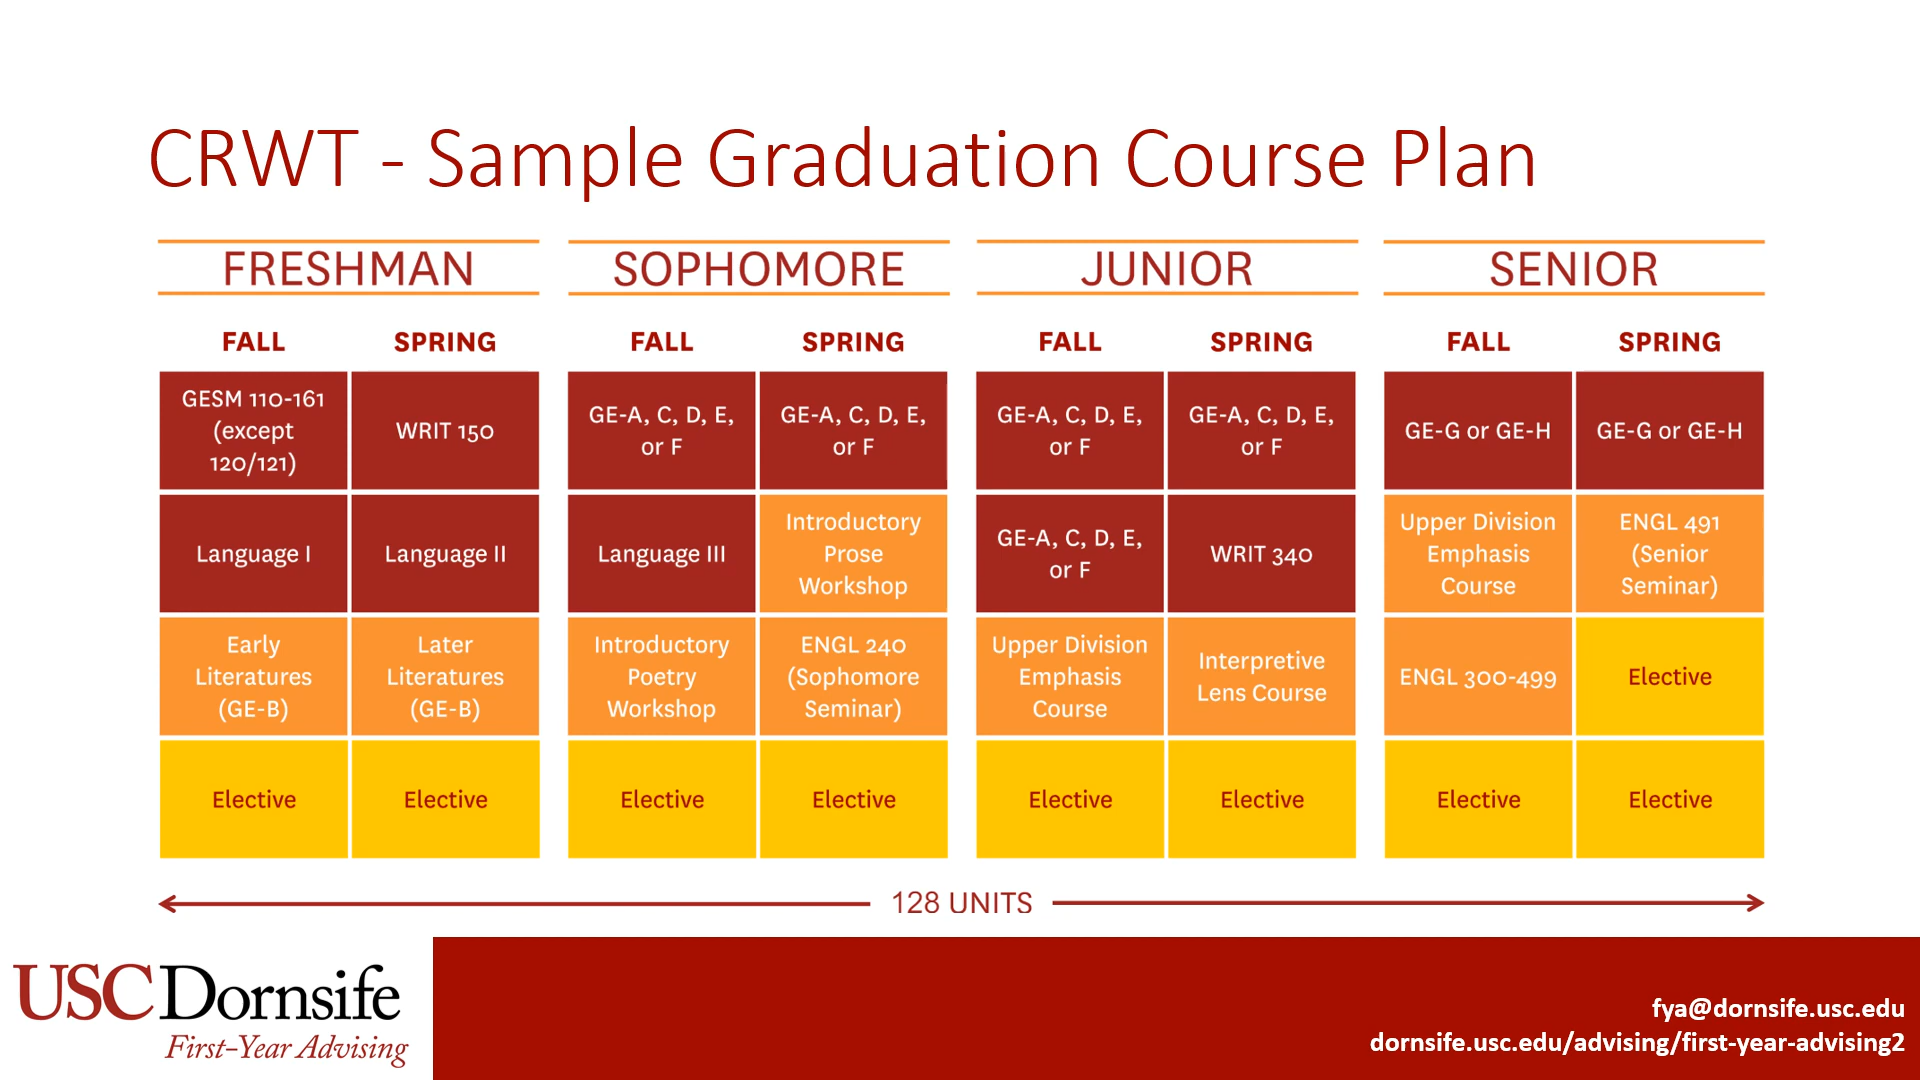 CRWT - Sample Graduation Course Plan
FRESHMAN
SOPHOMORE
JUNIOR
SENIOR
FALL
SPRING
FALL
SPRING
FALL
SPRING
FALL
SPRING
GESM 110-161
(except
120/121)
WRIT 150
GE-A, C, D, E,
or F
GE-A, C, D, E,
or F
GE-A, C, D, E,
or F
GE-A, C, D, E,
or F
GE-G or GE-H
GE-G or GE-H
Language I
Language II
Language III
Introductory
Prose
Workshop
GE-A, C, D, E,
or F
WRIT 340
Upper Division
Emphasis
Course
ENGL 491
(Senior
Seminar)
Early
Literatures
(GE-B)
Later
Literatures
(GE-B)
Introductory
Poetry
Workshop
ENGL 240
(Sophomore
Seminar)
Upper Division
Emphasis
Course
Interpretive
Lens Course
ENGL 300-499
Elective
Elective
Elective
Elective
Elective
Elective
Elective
Elective
Elective
128 UNITS
USC Dornsife
First-Year Advising
fya@dornsife.usc.edu
dornsife.usc.edu/advising/first-year-advising2